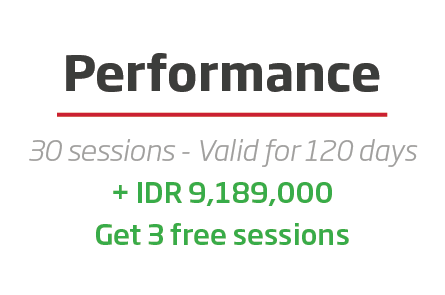 Performance
30 sessions - Valid for 120 days
+ IDR 9,189,000
Get 3 free sessions